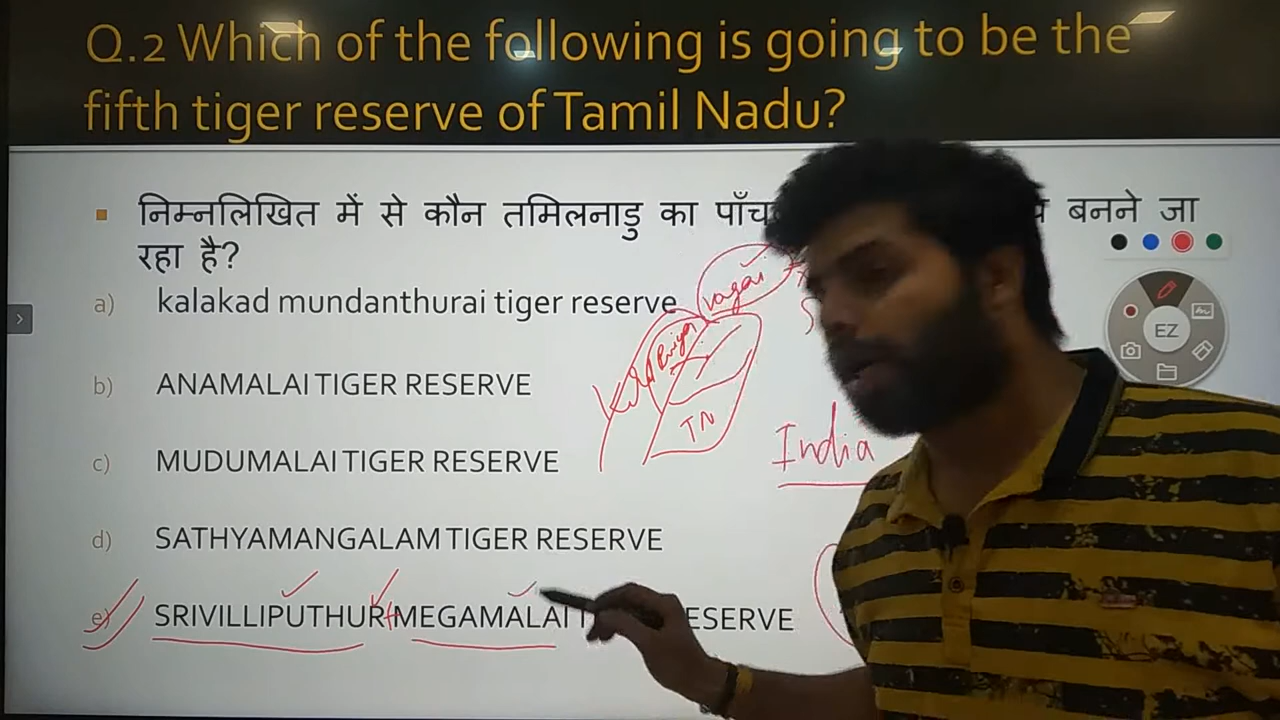 Q.2 Which of the following is going to be the
fifth tiger reserve of Tamil Nadu?
निम्नलिखित में से कौन तमिलनाडु का बनने जा
रहा है?
a) kalakad mundanthurai tiger reserve
vagai
Periyar
b) ANAMALAI TIGER RESERVE
TN
India
c) MUDUMALAI TIGER RESERVE
d) SATHYAMANGALAM TIGER RESERVE
e) SRIVILLIPUTHUR+MEGAMALAI
EZ